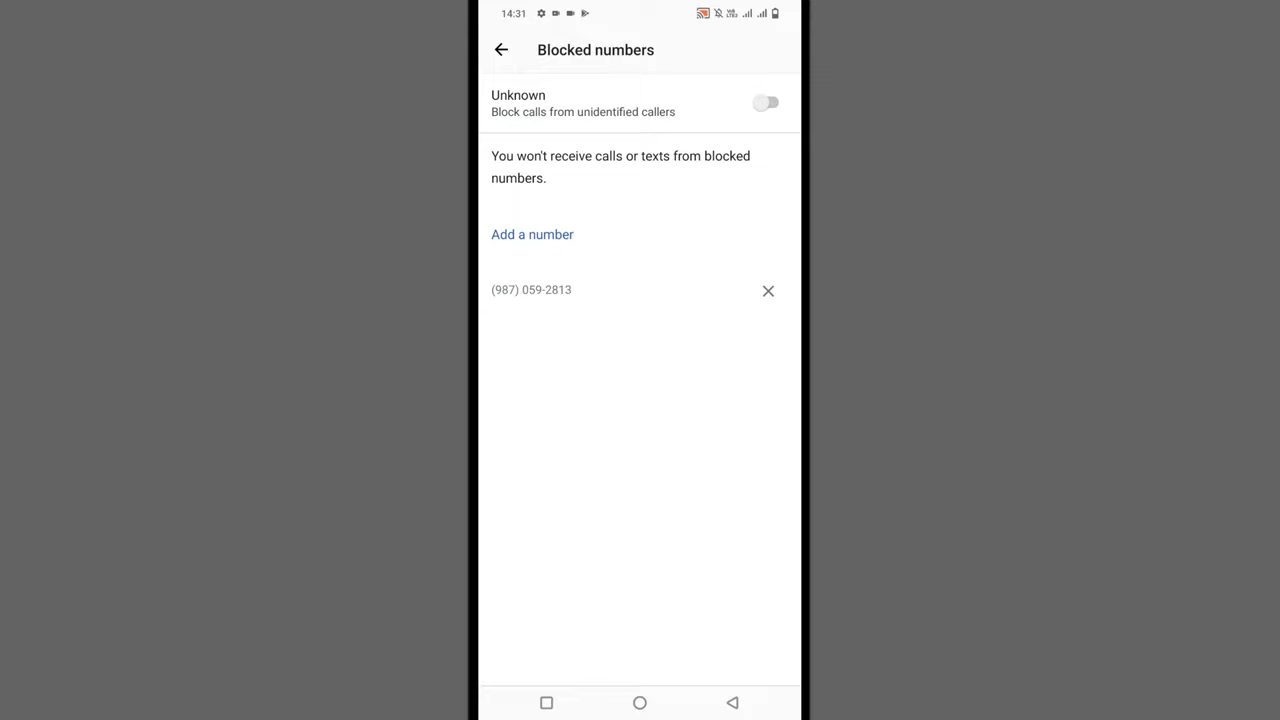 14:31
Blocked numbers
Unknown
Block calls from unidentified callers
You won't receive calls or texts from blocked
numbers.
Add a number
(987) 059-2813